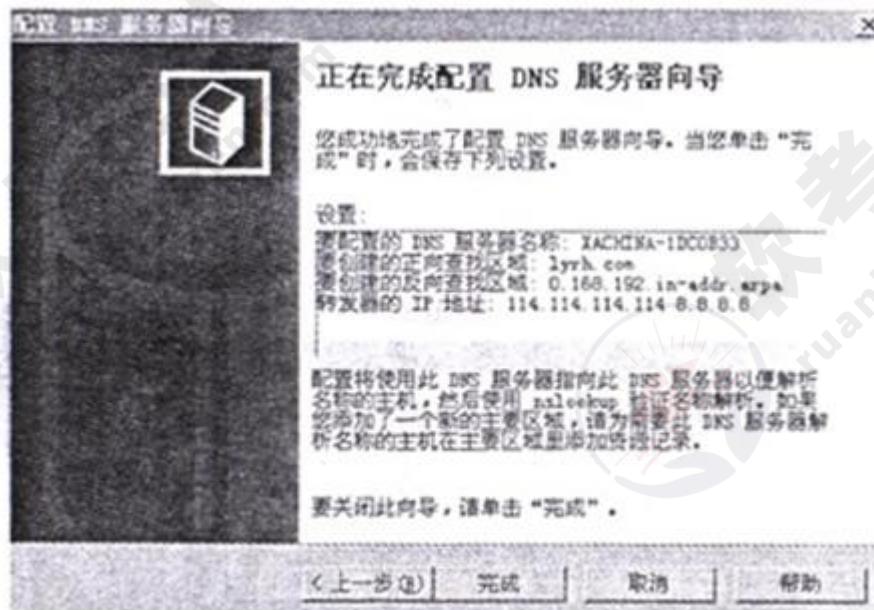 配置 DNS 服务器向导
正在完成配置 DNS 服务器向导
您成功地完成了配置 DNS 服务器向导。当您单击“完
成”时，会保存下列设置。
设置:
要配置的 DNS 服务器名称: XACHINA-1DC0B33
要创建的正向查找区域: lyrh.com
要创建的反向查找区域: 0.168.192.in-addr.arpa
转发器的 IP 地址: 114.114.114.114 8.8.8.8
配置将使用此 DNS 服务器指向此 DNS 服务器以便解析
名称的主机，然后使用 nslookup 验证名称解析。如果
您添加了一个新的主要区域，请为需要此 DNS 服务器解
析名称的主机在主要区域里添加资源记录。
要关闭此向导，请单击“完成”。
< 上一步(B)
完成
取消
帮助
软考